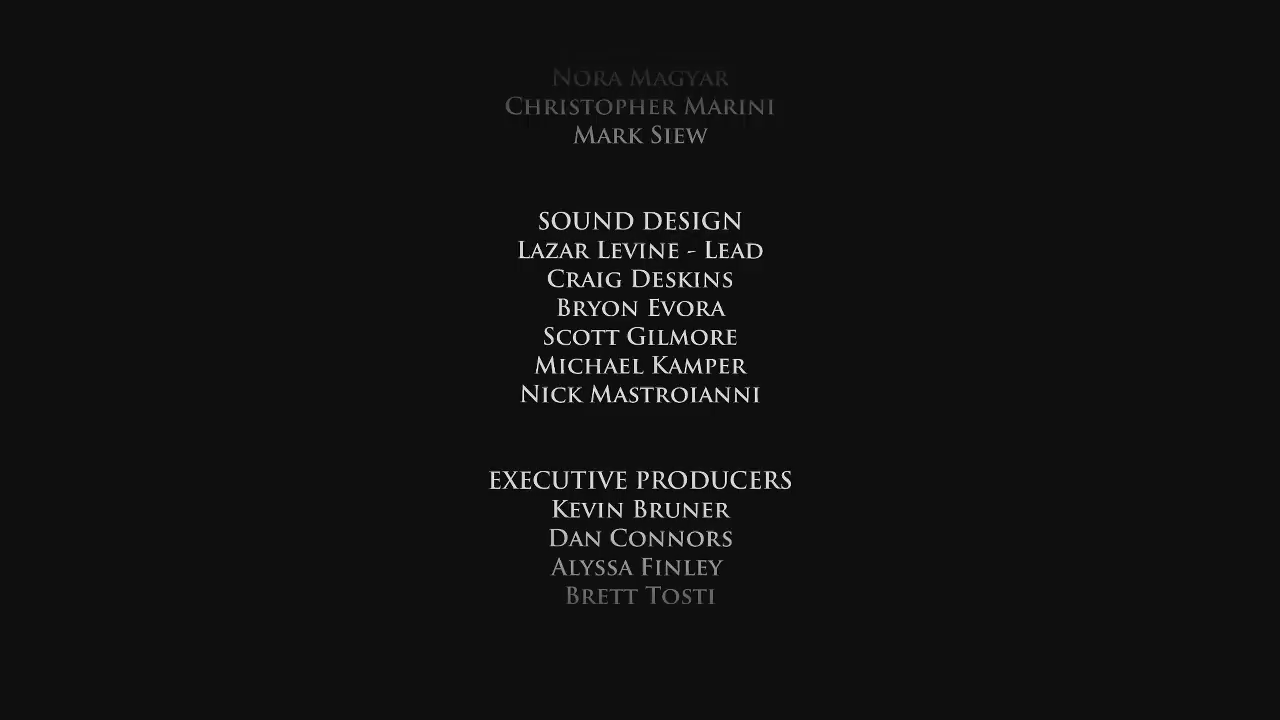 Nora Magyar
Christopher Marini
Mark Siew
SOUND DESIGN
Lazar Levine - Lead
Craig Deskins
Bryon Evora
Scott Gilmore
Michael Kamper
Nick Mastroianni
EXECUTIVE PRODUCERS
Kevin Bruner
Dan Connors
Alyssa Finley
Brett Tosti